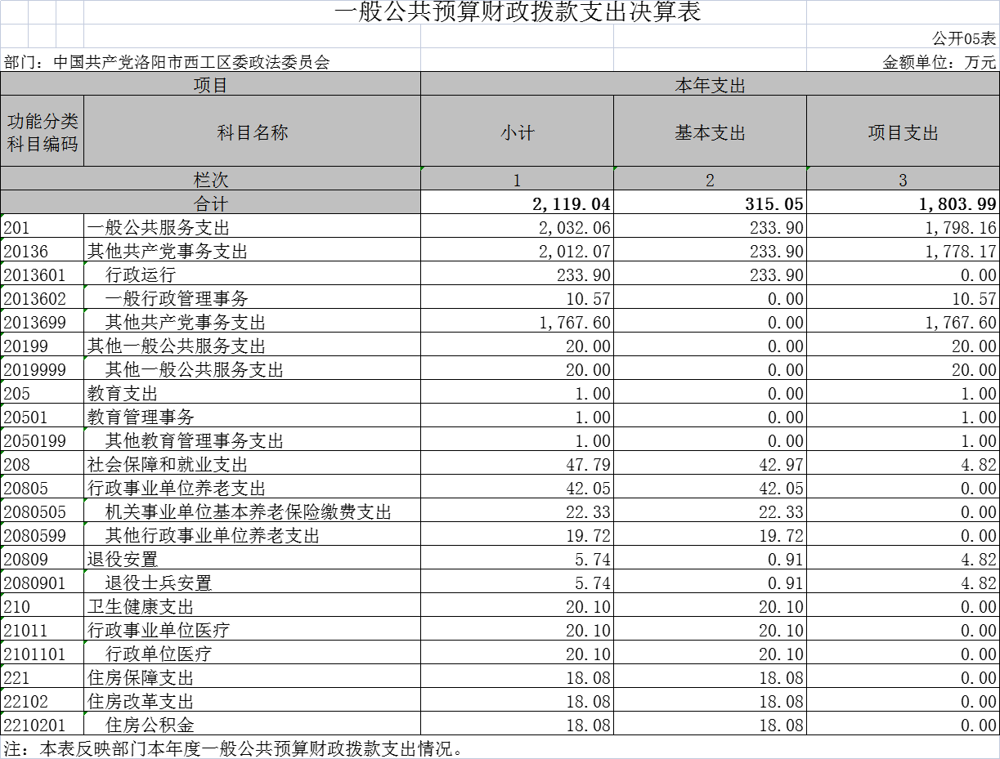 一般公共预算财政拨款支出决算表
公开05表
部门：中国共产党洛阳市西工区委政法委员会 金额单位：万元
项目 本年支出
功能分类
科目编码 科目名称 小计 基本支出 项目支出
栏次 1 2 3
合计 2,119.04 315.05 1,803.99
201 一般公共服务支出 2,032.06 233.90 1,798.16
20136 其他共产党事务支出 2,012.07 233.90 1,778.17
2013601 行政运行 233.90 233.90 0.00
2013602 一般行政管理事务 10.57 0.00 10.57
2013699 其他共产党事务支出 1,767.60 0.00 1,767.60
20199 其他一般公共服务支出 20.00 0.00 20.00
2019999 其他一般公共服务支出 20.00 0.00 20.00
205 教育支出 1.00 0.00 1.00
20501 教育管理事务 1.00 0.00 1.00
2050199 其他教育管理事务支出 1.00 0.00 1.00
208 社会保障和就业支出 47.79 42.97 4.82
20805 行政事业单位养老支出 42.05 42.05 0.00
2080505 机关事业单位基本养老保险缴费支出 22.33 22.33 0.00
2080599 其他行政事业单位养老支出 19.72 19.72 0.00
20809 退役安置 5.74 0.91 4.82
2080901 退役士兵安置 5.74 0.91 4.82
210 卫生健康支出 20.10 20.10 0.00
21011 行政事业单位医疗 20.10 20.10 0.00
2101101 行政单位医疗 20.10 20.10 0.00
221 住房保障支出 18.08 18.08 0.00
22102 住房改革支出 18.08 18.08 0.00
2210201 住房公积金 18.08 18.08 0.00
注：本表反映部门本年度一般公共预算财政拨款支出情况。